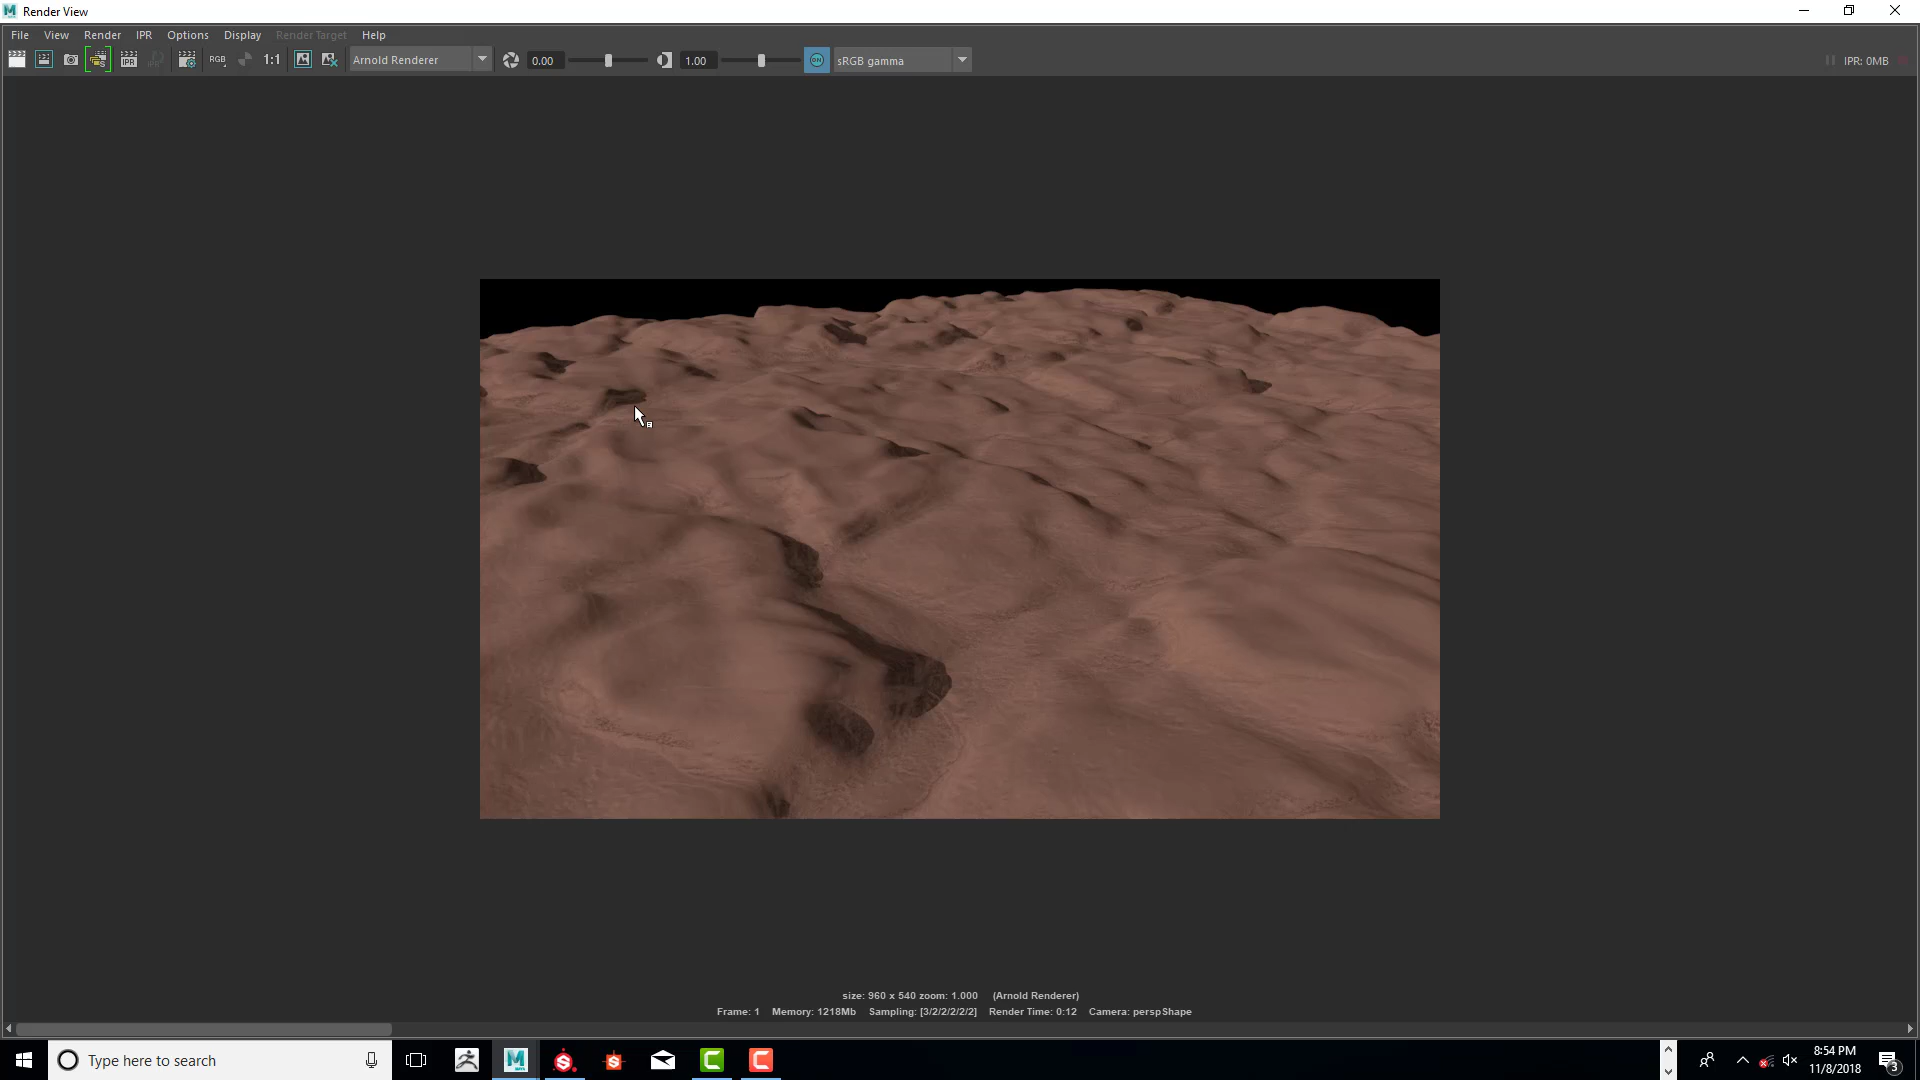 Render View
File View Render IPR Options Display Render Target Help
IPR RGB 1:1 Arnold Renderer 0.00 1.00 ON sRGB gamma IPR: 0MB
size: 960 x 540 zoom: 1.000 (Arnold Renderer)
Frame: 1 Memory: 1218Mb Sampling: [3/2/2/2/2/2] Render Time: 0:12 Camera: perspShape
Type here to search
8:54 PM
11/8/2018
3